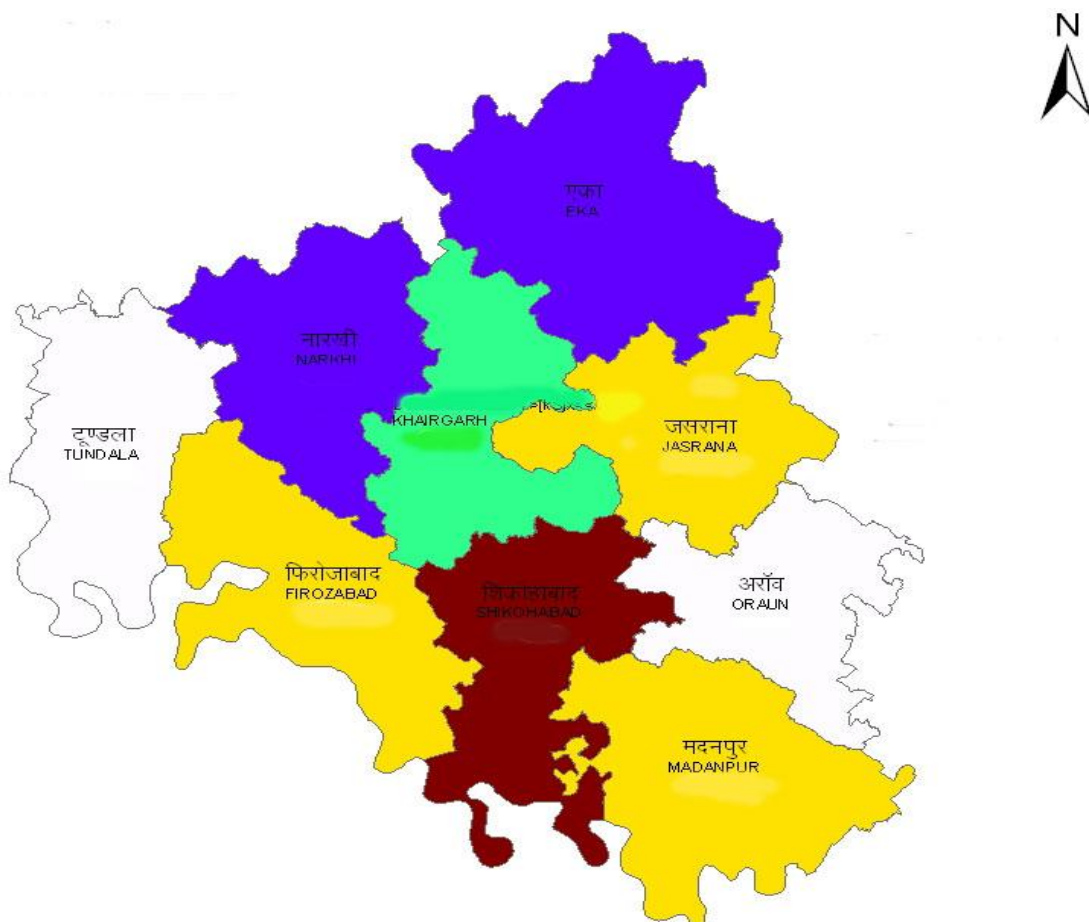 N
एका
EKA
नारखी
NARKHI
KHAIRGARH
जसराना
JASRANA
टूण्डला
TUNDALA
फिरोजाबाद
FIROZABAD
शिकोहाबाद
SHIKOHABAD
अरॉव
ORAUN
मदनपुर
MADANPUR